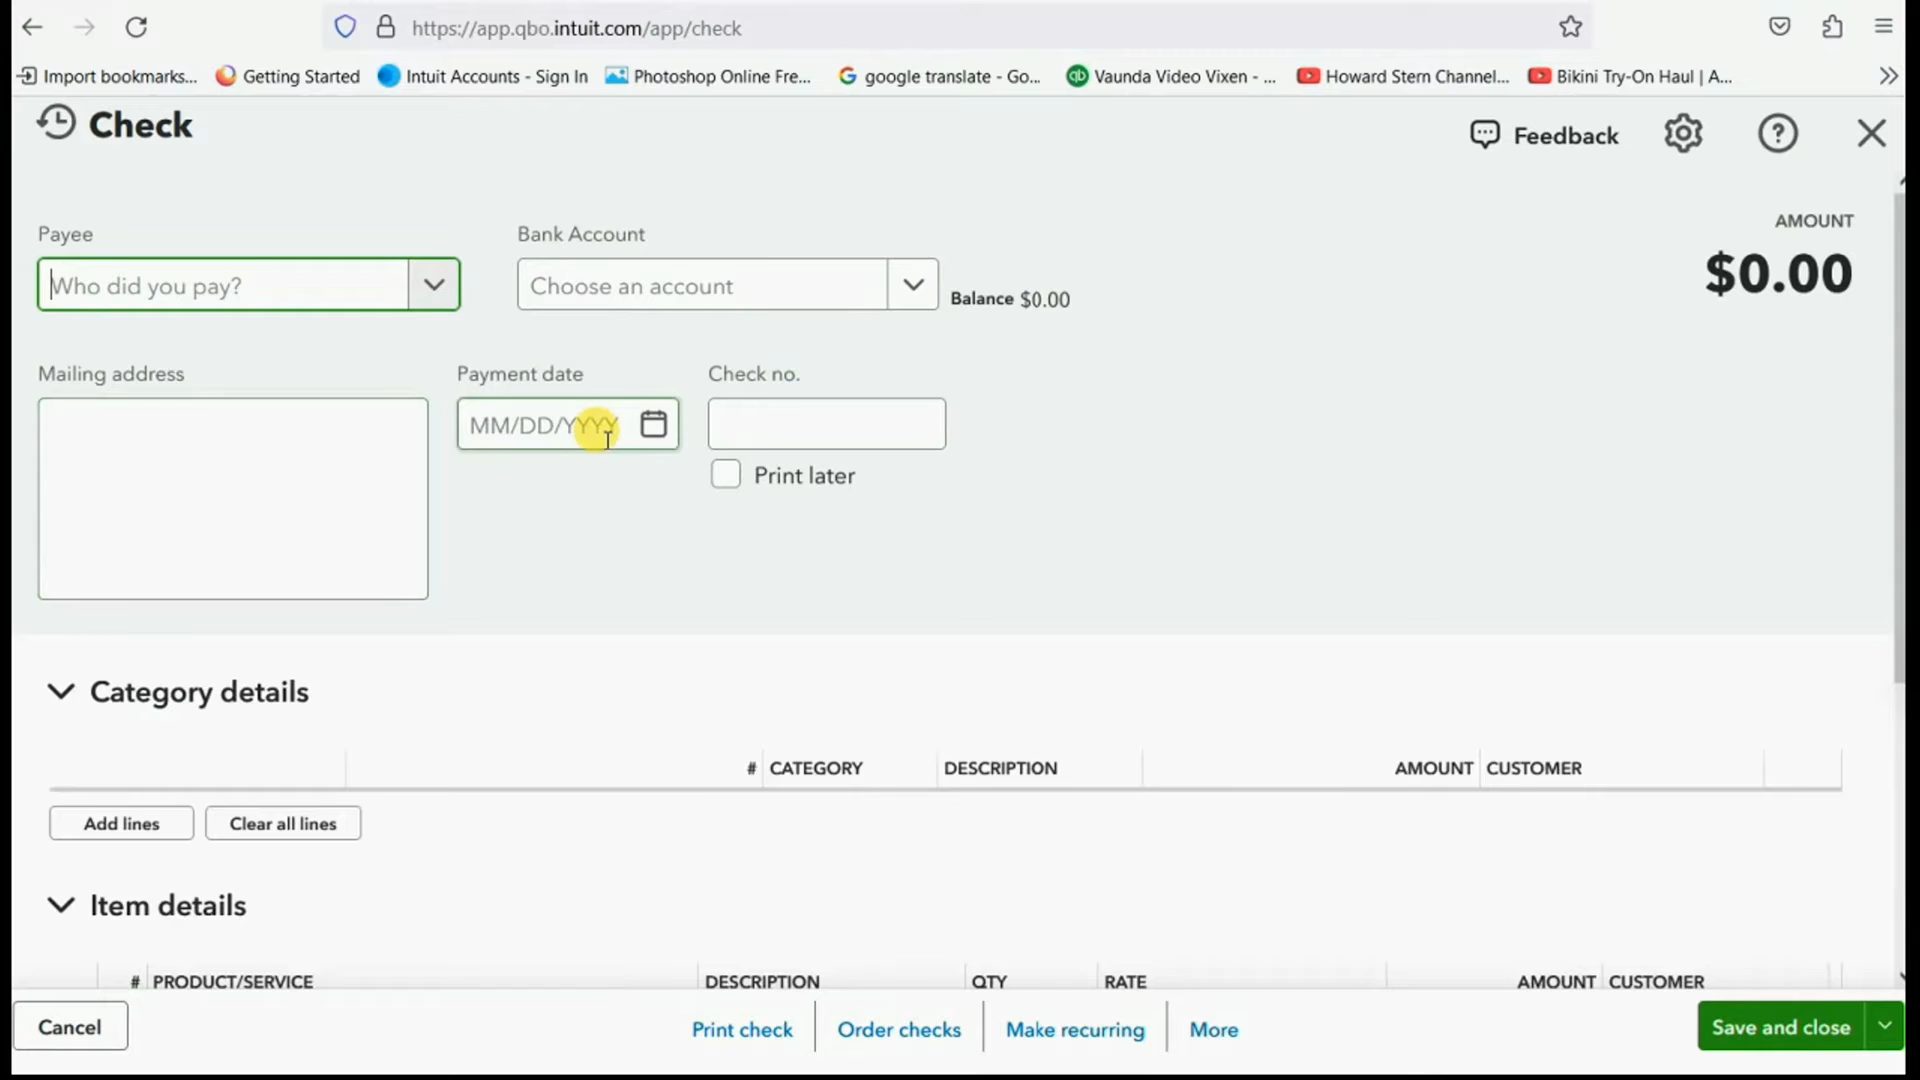 https://app.qbo.intuit.com/app/check
Import bookmarks...
Getting Started
Intuit Accounts - Sign In
Photoshop Online Fre...
google translate - Go...
Vaunda Video Vixen - ...
Howard Stern Channel...
Bikini Try-On Haul | A...
Check
Feedback
Payee
Bank Account
AMOUNT
Who did you pay?
Choose an account
Balance $0.00
$0.00
Mailing address
Payment date
Check no.
MM/DD/YYYY
Print later
Category details
# CATEGORY DESCRIPTION AMOUNT CUSTOMER
Add lines
Clear all lines
Item details
# PRODUCT/SERVICE DESCRIPTION QTY RATE AMOUNT CUSTOMER
Cancel
Print check
Order checks
Make recurring
More
Save and close